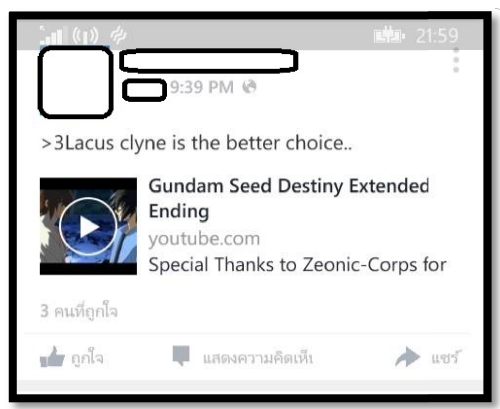 21:59
9:39 PM
>3Lacus clyne is the better choice..
Gundam Seed Destiny Extended
Ending
youtube.com
Special Thanks to Zeonic-Corps for
3 คนที่ถูกใจ
ถูกใจ แสดงความคิดเห็น แชร์